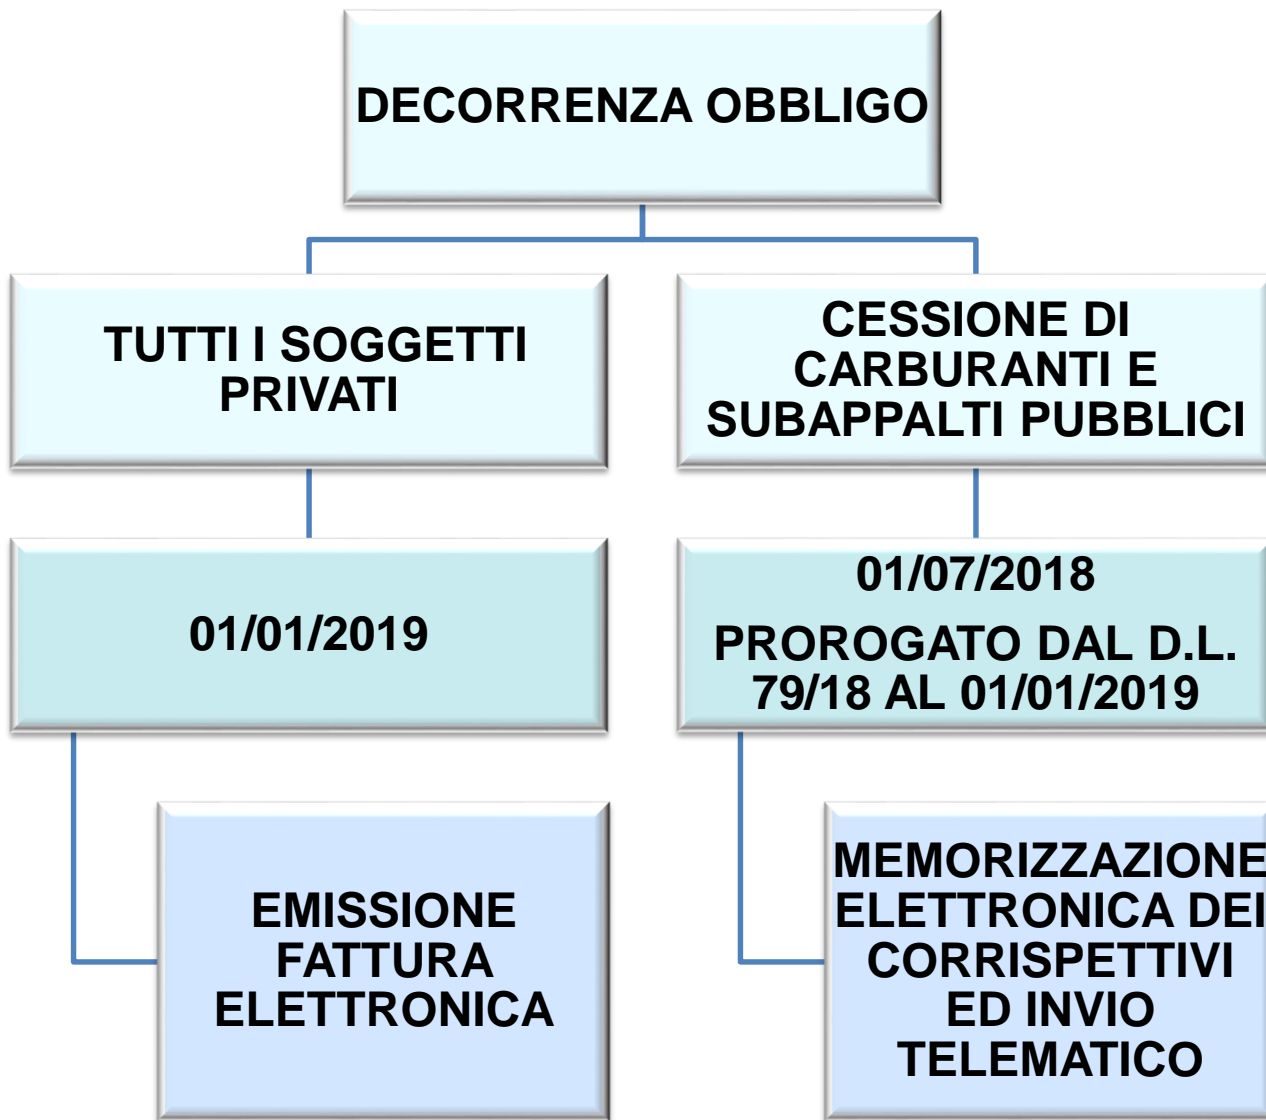 DECORRENZA OBBLIGO
TUTTI I SOGGETTI
PRIVATI
CESSIONE DI
CARBURANTI E
SUBAPPALTI PUBBLICI
01/01/2019
01/07/2018
PROROGATO DAL D.L.
79/18 AL 01/01/2019
EMISSIONE
FATTURA
ELETTRONICA
MEMORIZZAZIONE
ELETTRONICA DEI
CORRISPETTIVI
ED INVIO
TELEMATICO